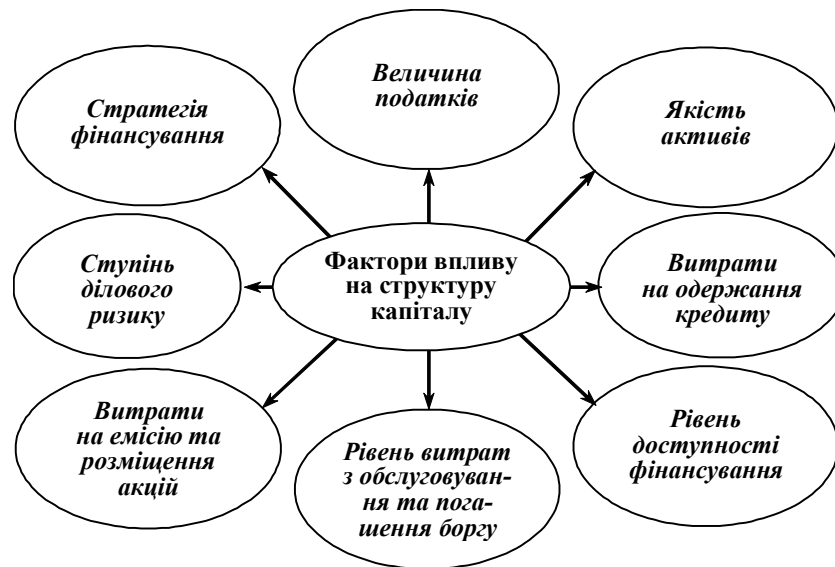 Величина
податків
Стратегія
фінансування
Якість
активів
Ступінь
ділового
ризику
Фактори впливу
на структуру
капіталу
Витрати
на одержання
кредиту
Витрати
на емісію та
розміщення
акцій
Рівень витрат
з обслуговуван-
ня та пога-
шення боргу
Рівень
доступності
фінансування